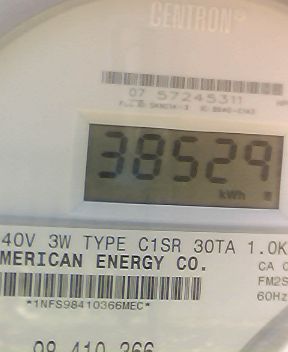 CENTRON®
07 57245311
38529
kWh
40V 3W TYPE C1SR 30TA 1.0K
MERICAN ENERGY CO.
CA
FM2S
60Hz
*1NFS98410366MEC*
98 410 366